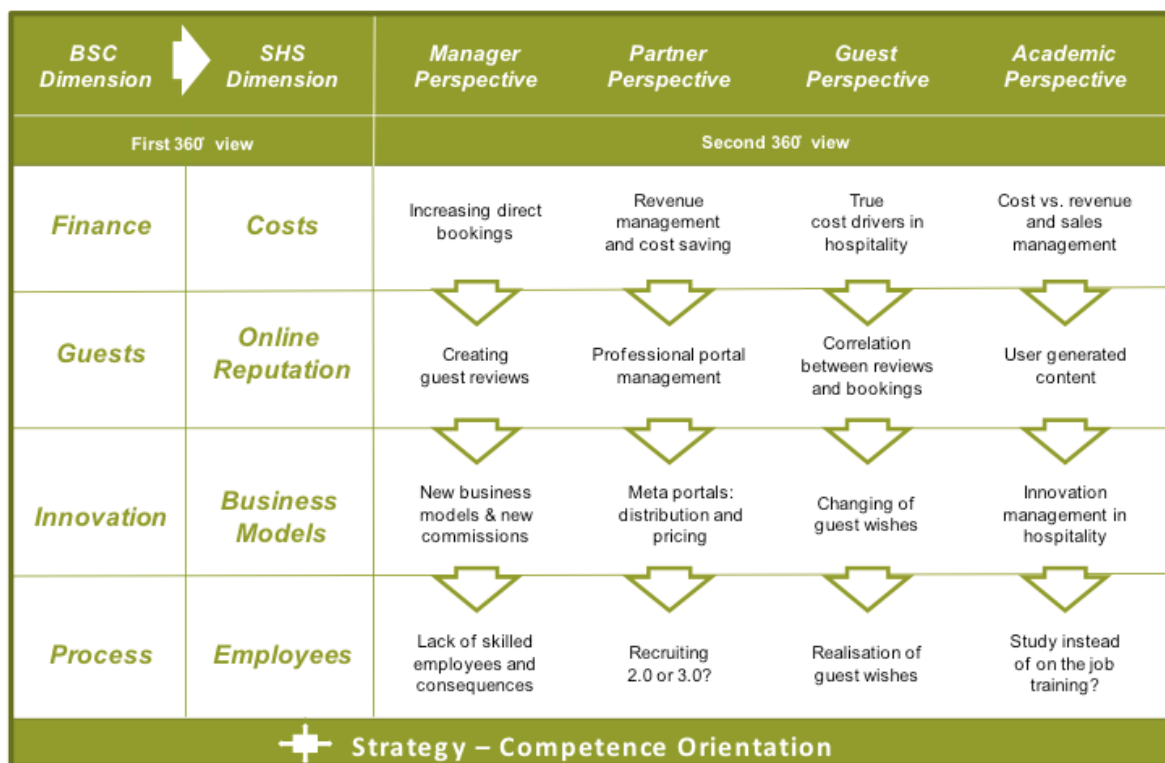 BSC
Dimension
SHS
Dimension
Manager
Perspective
Partner
Perspective
Guest
Perspective
Academic
Perspective
First 360° view
Second 360° view
Finance
Costs
Increasing direct
bookings
Revenue
management
and cost saving
True
cost drivers in
hospitality
Cost vs. revenue
and sales
management
Guests
Online
Reputation
Creating
guest reviews
Professional portal
management
Correlation
between reviews
and bookings
User generated
content
Innovation
Business
Models
New business
models & new
commissions
Meta portals:
distribution and
pricing
Changing of
guest wishes
Innovation
management in
hospitality
Process
Employees
Lack of skilled
employees and
consequences
Recruiting
2.0 or 3.0?
Realisation of
guest wishes
Study instead
of on the job
training?
Strategy – Competence Orientation